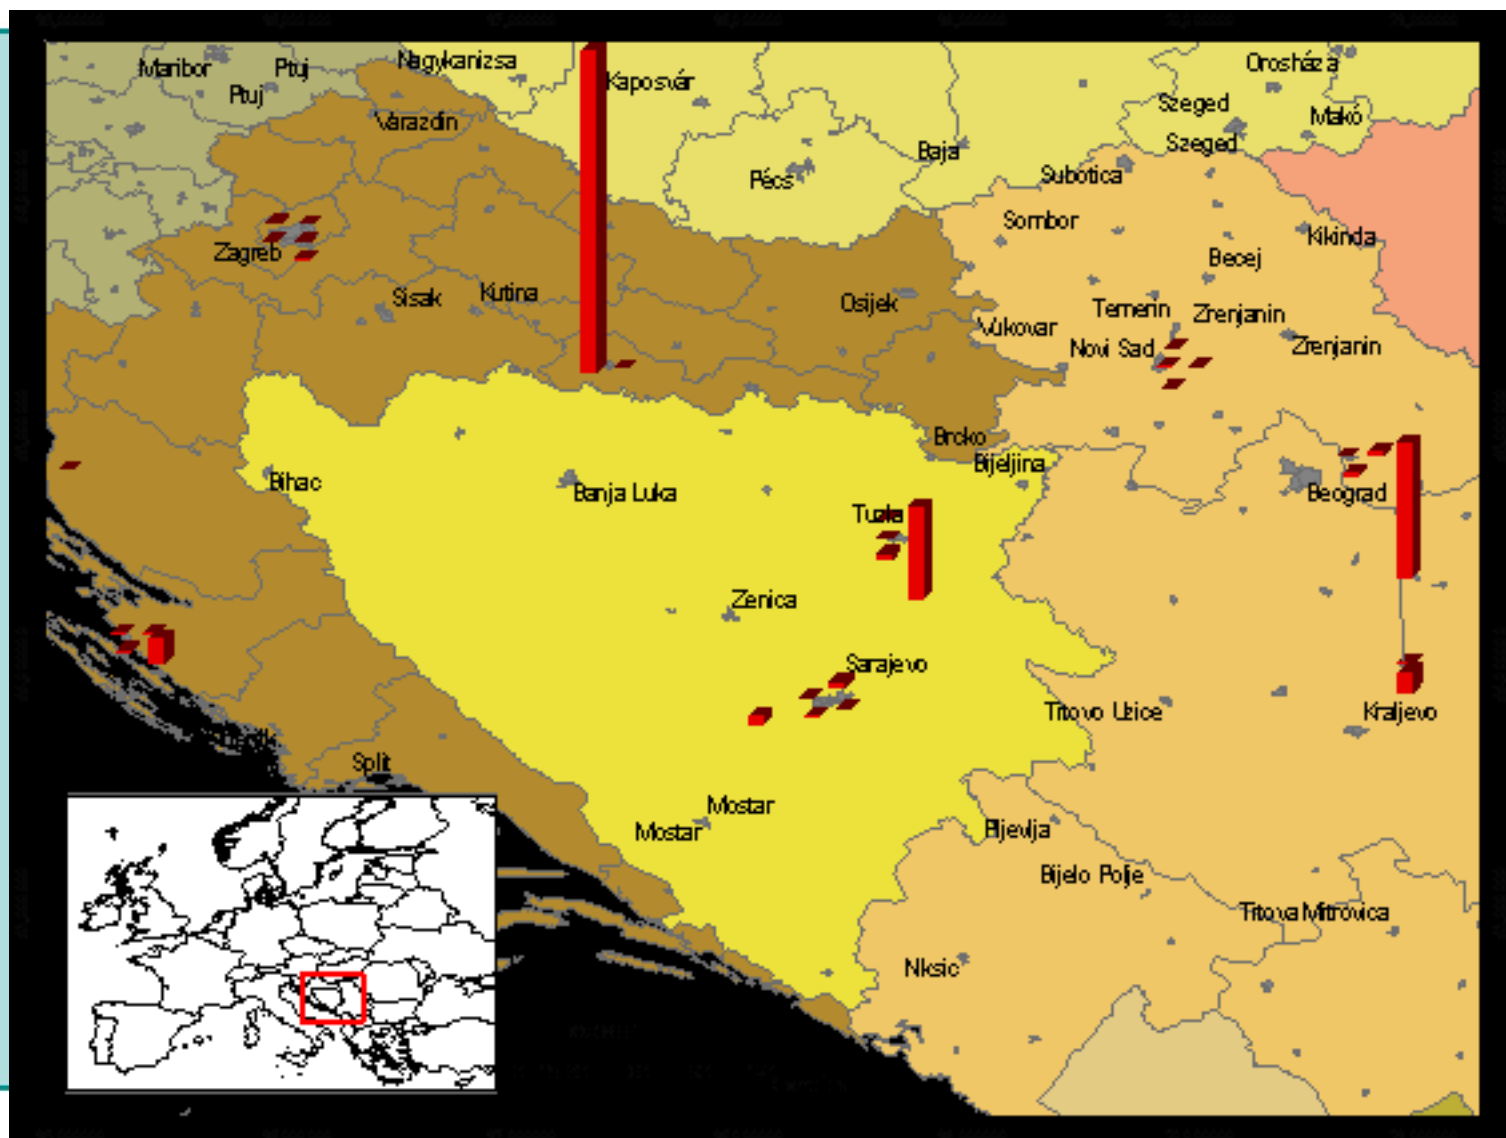 Maribor
Ptuj
Nagykanizsa
Kaposvár
Orosháza
Ptuj
Szeged
Makó
Varazdin
Szeged
Baja
Pécs
Subotica
Sombor
Kikinda
Zagreb
Becej
Sisak
Kutina
Osijek
Temerin
Zrenjanin
Vukovar
Novi Sad
Zrenjanin
Brcko
Bijeljina
Bihac
Banja Luka
Beograd
Tuzla
Zenica
Sarajevo
Titovo Uzice
Kraljevo
Split
Mostar
Mostar
Pljevlja
Bijelo Polje
Titova Mitrovica
Nksic